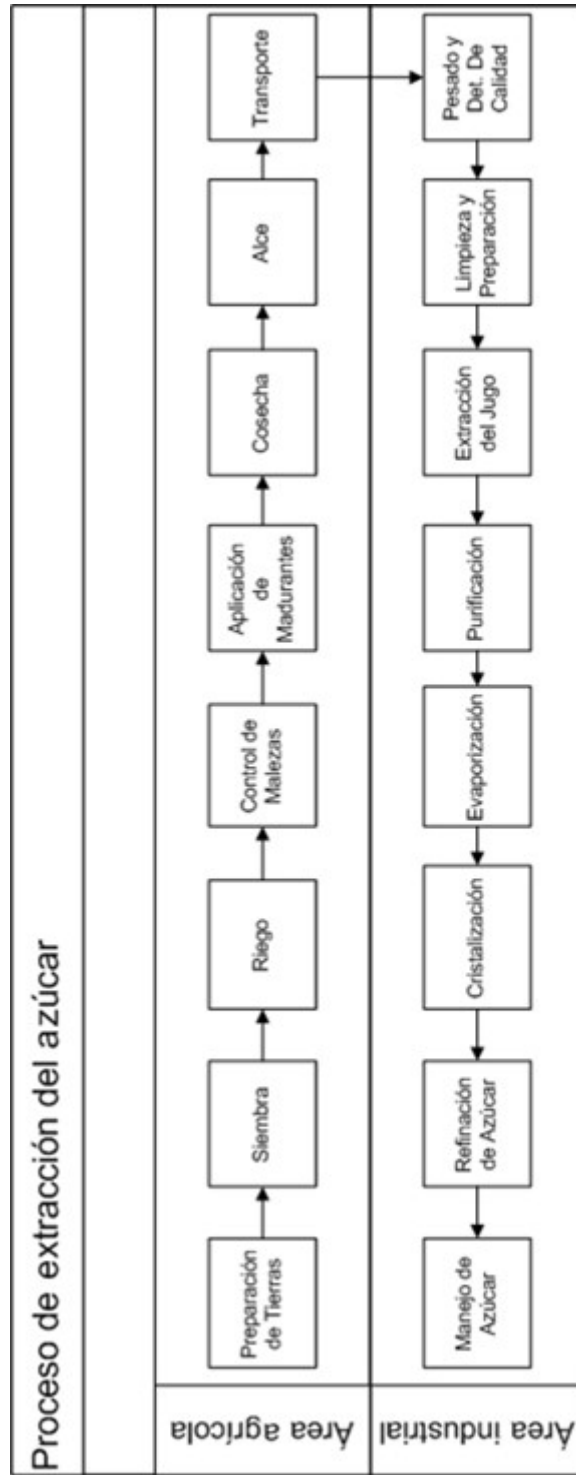 Proceso de extracción del azúcar
Área agrícola
Preparación
de Tierras
Siembra
Riego
Control de
Malezas
Aplicación
de
Madurantes
Cosecha
Alce
Transporte
Área industrial
Pesado y
Det. De
Calidad
Limpieza y
Preparación
Extracción
del Jugo
Purificación
Evaporización
Cristalización
Refinación
de Azúcar
Manejo de
Azúcar